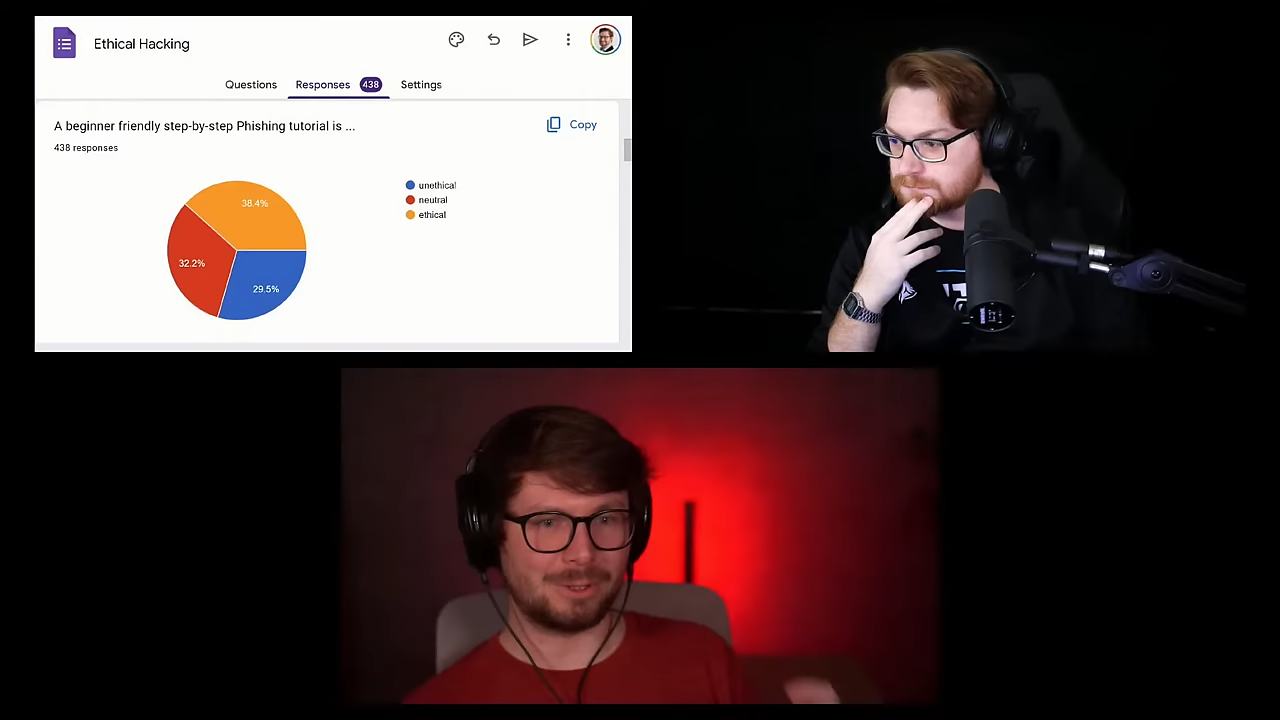 Ethical Hacking
Questions Responses 438 Settings
A beginner friendly step-by-step Phishing tutorial is ...
Copy
438 responses
unethical
neutral
ethical
38.4%
32.2%
29.5%